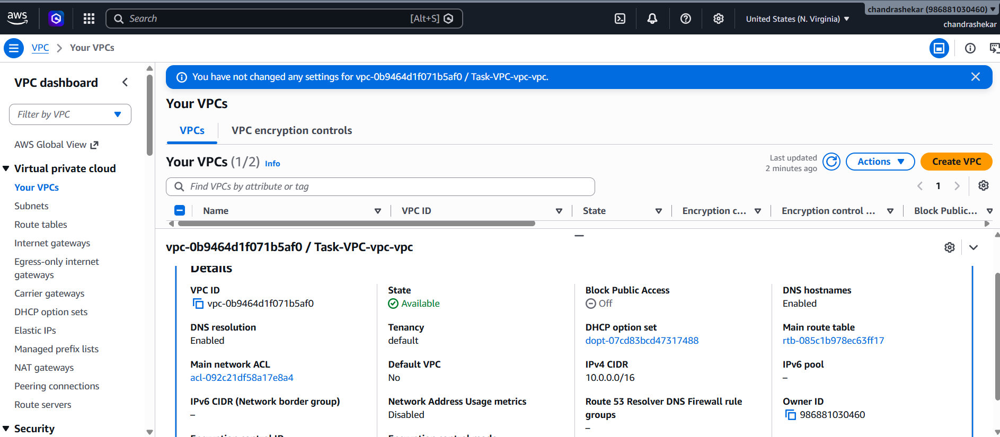 aws
Search [Alt+S]
United States (N. Virginia)
chandrashekar (986881030460)
chandrashekar
VPC
Your VPCs
VPC dashboard
Filter by VPC
AWS Global View
Virtual private cloud
Your VPCs
Subnets
Route tables
Internet gateways
Egress-only internet
gateways
Carrier gateways
DHCP option sets
Elastic IPs
Managed prefix lists
NAT gateways
Peering connections
Route servers
Security
You have not changed any settings for vpc-0b9464d1f071b5af0 / Task-VPC-vpc-vpc.
Your VPCs
VPCs
VPC encryption controls
Your VPCs (1/2) Info
Last updated
2 minutes ago
Actions
Create VPC
Find VPCs by attribute or tag
1
Name
VPC ID
State
Encryption c...
Encryption control ...
Block Public...
vpc-0b9464d1f071b5af0 / Task-VPC-vpc-vpc
Details
VPC ID
vpc-0b9464d1f071b5af0
State
Available
Block Public Access
Off
DNS hostnames
Enabled
DNS resolution
Enabled
Tenancy
default
DHCP option set
dopt-07cd83bcd47317488
Main route table
rtb-085c1b978ec63ff17
Main network ACL
acl-092c21df58a17e8a4
Default VPC
No
IPv4 CIDR
10.0.0.0/16
IPv6 pool
–
IPv6 CIDR (Network border group)
–
Network Address Usage metrics
Disabled
Route 53 Resolver DNS Firewall rule
groups
–
Owner ID
986881030460